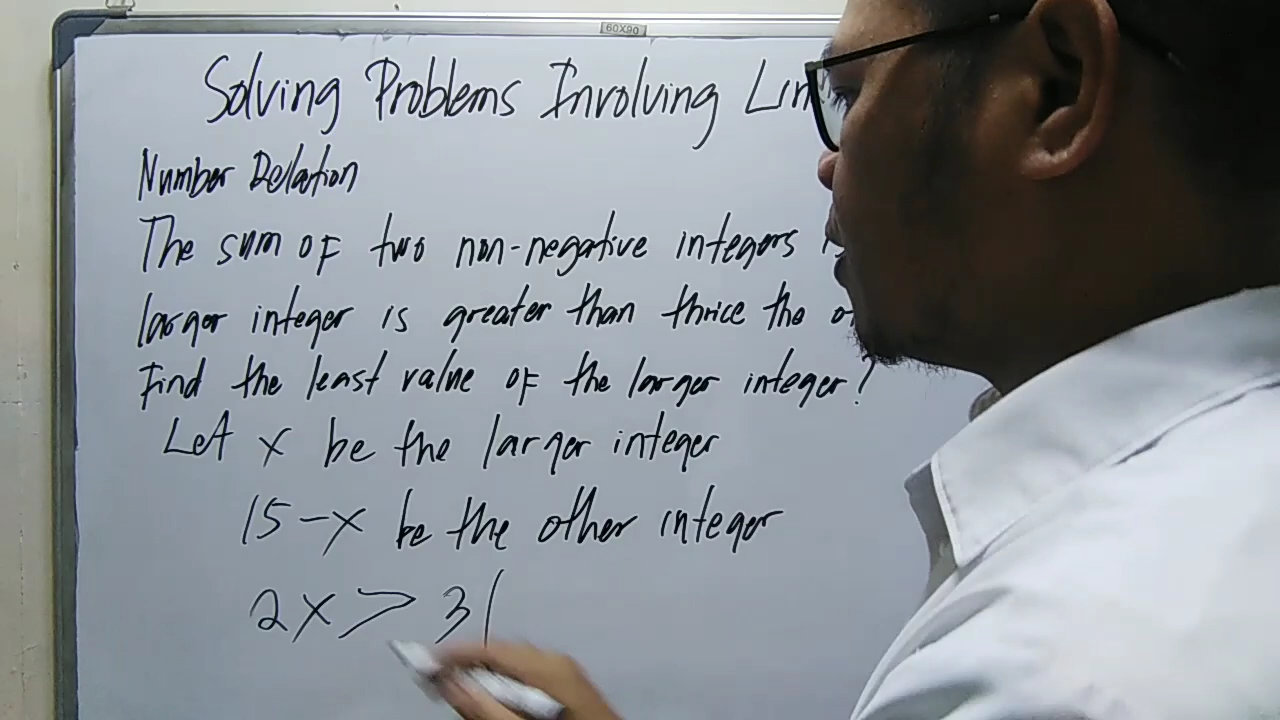 60X90
Solving Problems Involving Lin
Number Relation
The sum of two non-negative integers
larger integer is greater than thrice the
Find the least value of the larger integer?
Let x be the larger integer
15-x be the other integer
2x > 3(